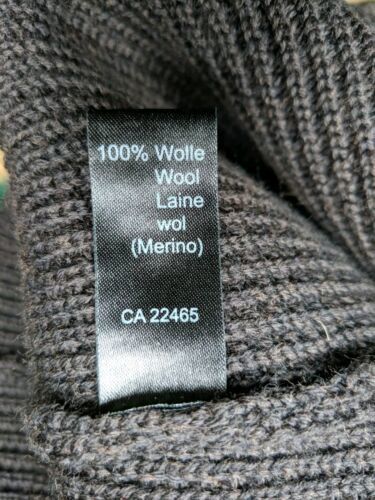 100% Wolle
Wool
Laine
wol
(Merino)
CA 22465